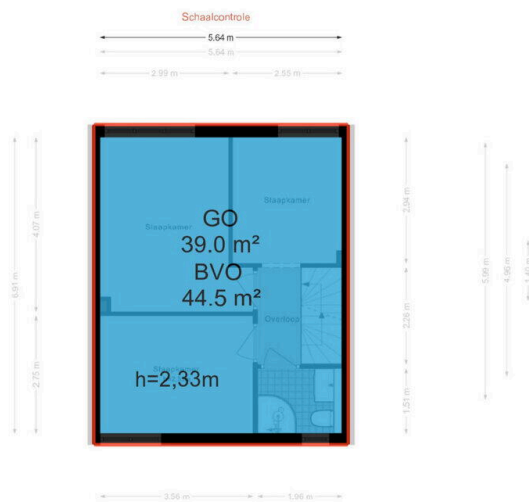 Schaalcontrole
5.64 m
5.64 m
2.99 m
2.55 m
Slaapkamer
Slaapkamer
GO
39.0 m²
BVO
44.5 m²
Overloop
Slaapkamer
h=2,33m
6.91 m
4.07 m
2.75 m
2.94 m
2.26 m
1.51 m
5.99 m
4.96 m
1.96 m